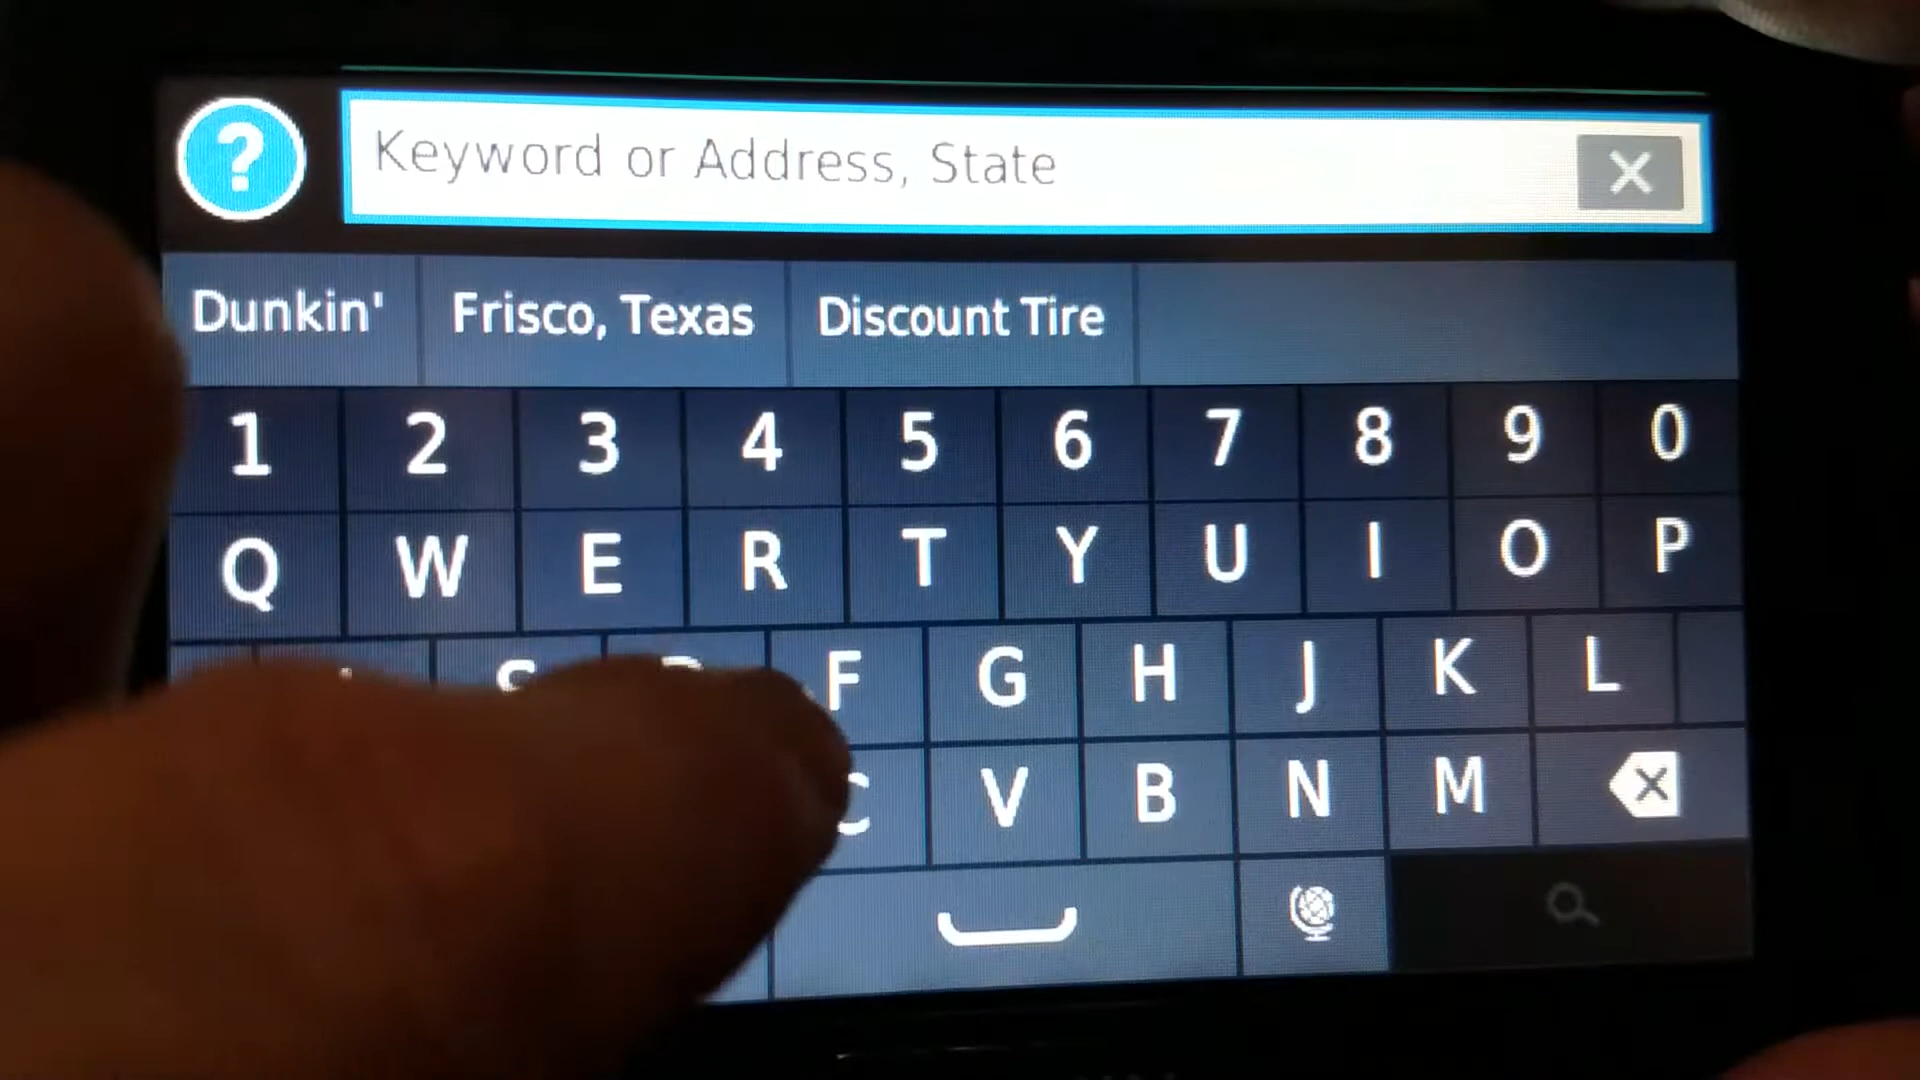 ?
Keyword or Address, State
X
Dunkin' Frisco, Texas Discount Tire
1 2 3 4 5 6 7 8 9 0
Q W E R T Y U I O P
S F G H J K L
C V B N M X